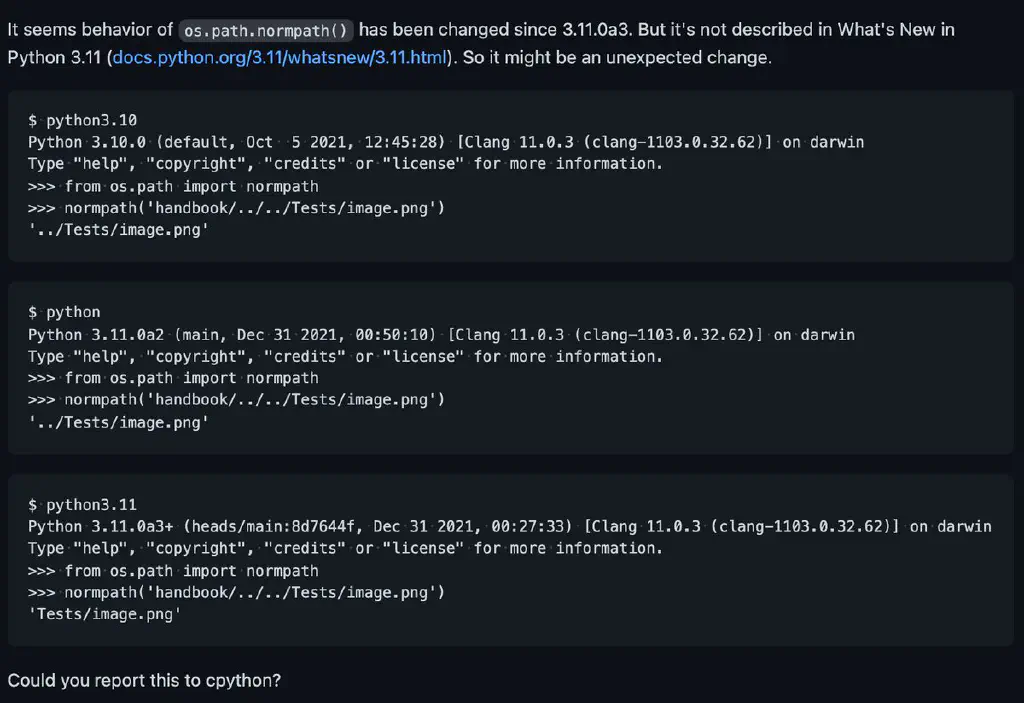 It seems behavior of os.path.normpath() has been changed since 3.11.0a3. But it's not described in What's New in
Python 3.11 (docs.python.org/3.11/whatsnew/3.11.html). So it might be an unexpected change.
$ python3.10
Python 3.10.0 (default, Oct  5 2021, 12:45:28) [Clang 11.0.3 (clang-1103.0.32.62)] on darwin
Type "help", "copyright", "credits" or "license" for more information.
>>> from os.path import normpath
>>> normpath('handbook/../../Tests/image.png')
'../Tests/image.png'
$ python
Python 3.11.0a2 (main, Dec 31 2021, 00:50:10) [Clang 11.0.3 (clang-1103.0.32.62)] on darwin
Type "help", "copyright", "credits" or "license" for more information.
>>> from os.path import normpath
>>> normpath('handbook/../../Tests/image.png')
'../Tests/image.png'
$ python3.11
Python 3.11.0a3+ (heads/main:8d7644f, Dec 31 2021, 00:27:33) [Clang 11.0.3 (clang-1103.0.32.62)] on darwin
Type "help", "copyright", "credits" or "license" for more information.
>>> from os.path import normpath
>>> normpath('handbook/../../Tests/image.png')
'Tests/image.png'
Could you report this to cpython?